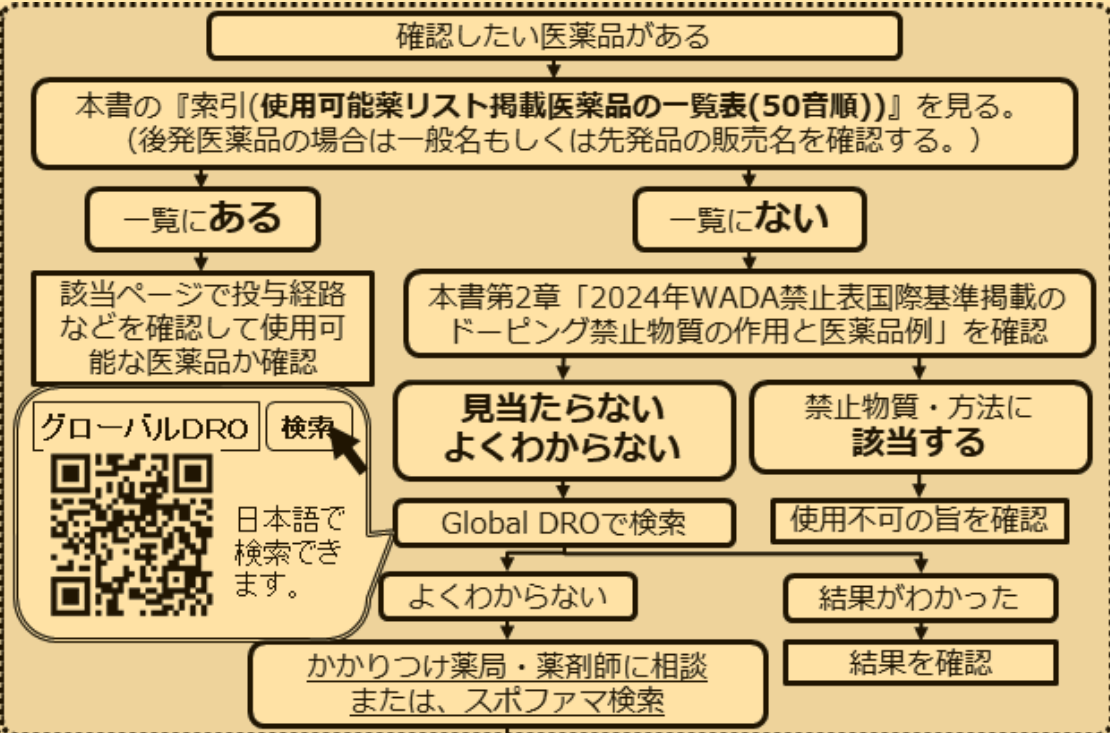 確認したい医薬品がある
本書の『索引(使用可能薬リスト掲載医薬品の一覧表(50音順))』を見る。
（後発医薬品の場合は一般名もしくは先発品の販売名を確認する。）
一覧にある
一覧にない
該当ページで投与経路
などを確認して使用可
能な医薬品か確認
本書第2章「2024年WADA禁止表国際基準掲載の
ドーピング禁止物質の作用と医薬品例」を確認
見当たらない
よくわからない
禁止物質・方法に
該当する
グローバルDRO
検索
日本語で
検索でき
ます。
Global DROで検索
使用不可の旨を確認
よくわからない
結果がわかった
かかりつけ薬局・薬剤師に相談
または、スポファマ検索
結果を確認